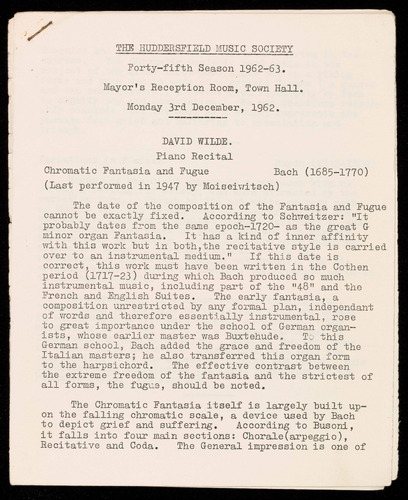 THE HUDDERSFIELD MUSIC SOCIETY
Forty-fifth Season 1962-63.
Mayor's Reception Room, Town Hall.
Monday 3rd December, 1962.
----------
DAVID WILDE.
Piano Recital
Chromatic Fantasia and Fugue Bach (1685-1770)
(Last performed in 1947 by Moiseiwitsch)
The date of the composition of the Fantasia and Fugue
cannot be exactly fixed. According to Schweitzer: "It
probably dates from the same epoch-1720- as the great G
minor organ Fantasia. It has a kind of inner affinity
with this work but in both,the recitative style is carried
over to an instrumental medium." If this date is
correct, this work must have been written in the Cothen
period (1717-23) during which Bach produced so much
instrumental music, including part of the "48" and the
French and English Suites. The early fantasia, a
composition unrestricted by any formal plan, independant
of words and therefore essentially instrumental, rose
to great importance under the school of German organ-
ists, whose earlier master was Buxtehude. To this
German school, Bach added the grace and freedom of the
Italian masters; he also transferred this organ form
to the harpsichord. The effective contrast between
the extreme freedom of the fantasia and the strictest of
all forms, the fugue, should be noted.
The Chromatic Fantasia itself is largely built up-
on the falling chromatic scale, a device used by Bach
to depict grief and suffering. According to Busoni,
it falls into four main sections: Chorale(arpeggio),
Recitative and Coda. The General impression is one of